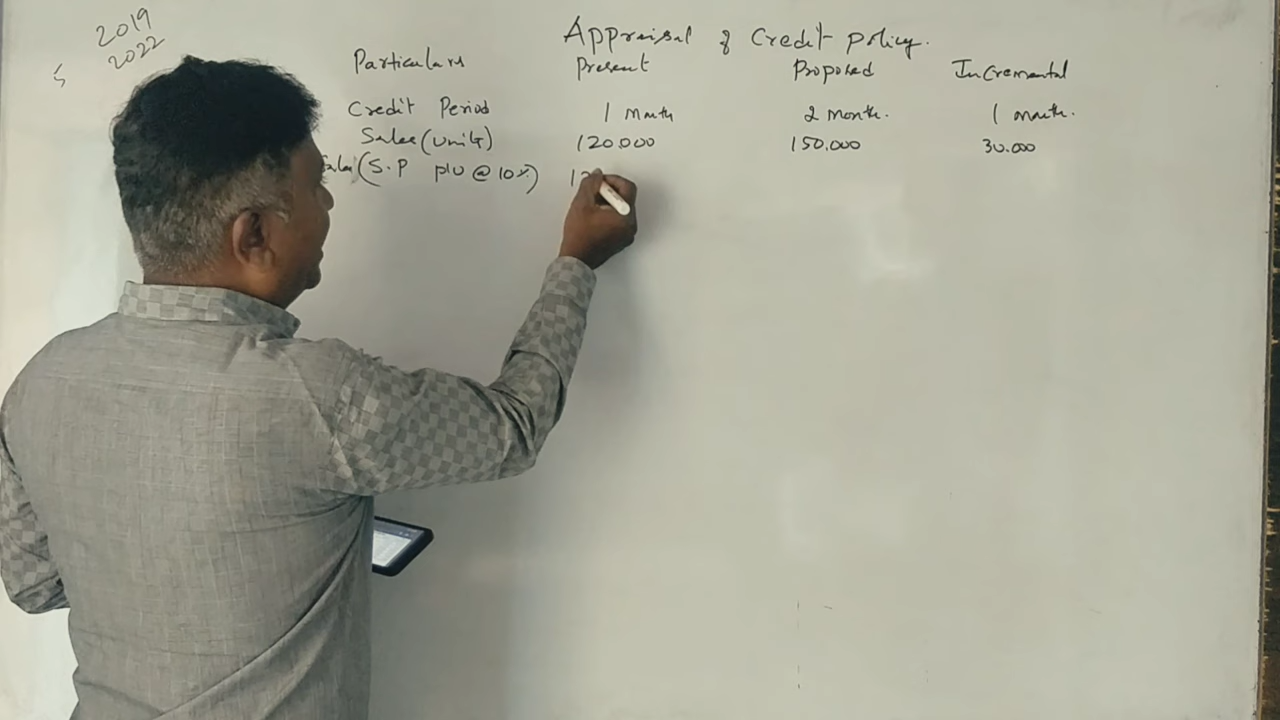 2019
2022
Appraisal of Credit policy.
Particulars Present Proposed Incremental
Credit Period 1 Month 2 month. 1 month.
Sales (units) 120.000 150.000 30.000
(S.P p/u @ 10%) 12